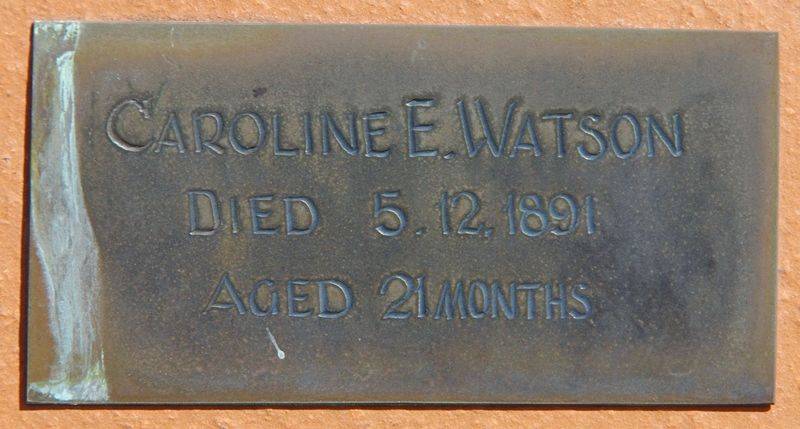 CAROLINE E. WATSON
DIED 5.12.1891
AGED 21 MONTHS